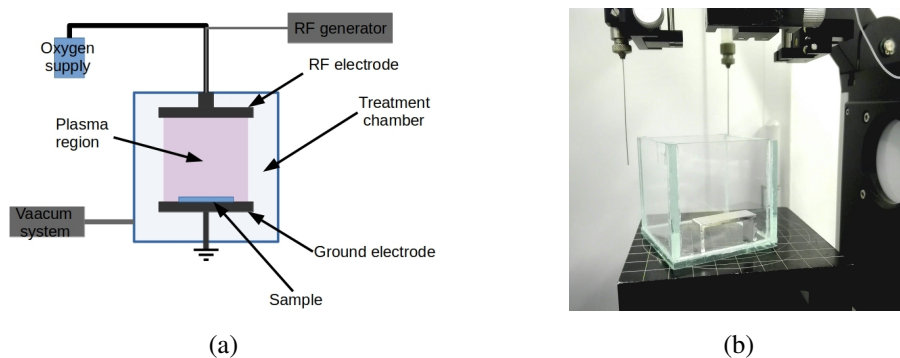 RF generator
Oxygen
supply
RF electrode
Treatment
chamber
Plasma
region
Vaacum
system
Ground electrode
Sample
(a)
(b)